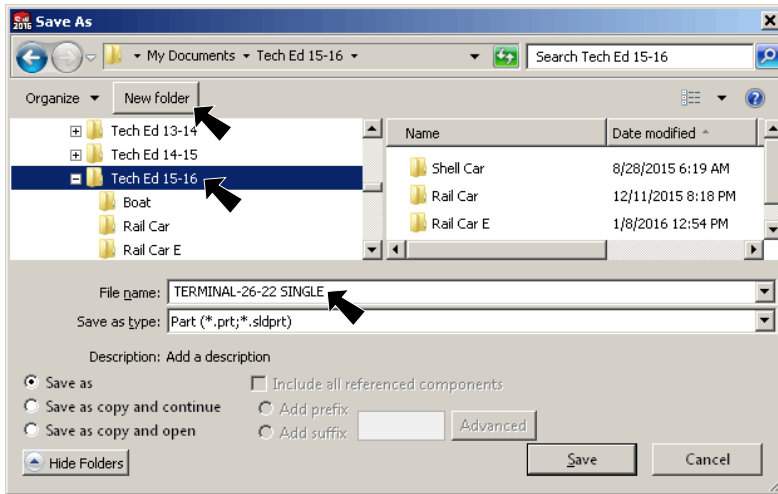 SW 2016 Save As
My Documents Tech Ed 15-16 Search Tech Ed 15-16
Organize New folder
Tech Ed 13-14
Tech Ed 14-15
Tech Ed 15-16
Boat
Rail Car
Rail Car E
Name Date modified
Shell Car 8/28/2015 6:19 AM
Rail Car 12/11/2015 8:18 PM
Rail Car E 1/8/2016 12:54 PM
File name: TERMINAL-26-22 SINGLE
Save as type: Part (*.prt;*.sldprt)
Description: Add a description
Save as Include all referenced components
Save as copy and continue Add prefix
Save as copy and open Add suffix Advanced
Hide Folders Save Cancel